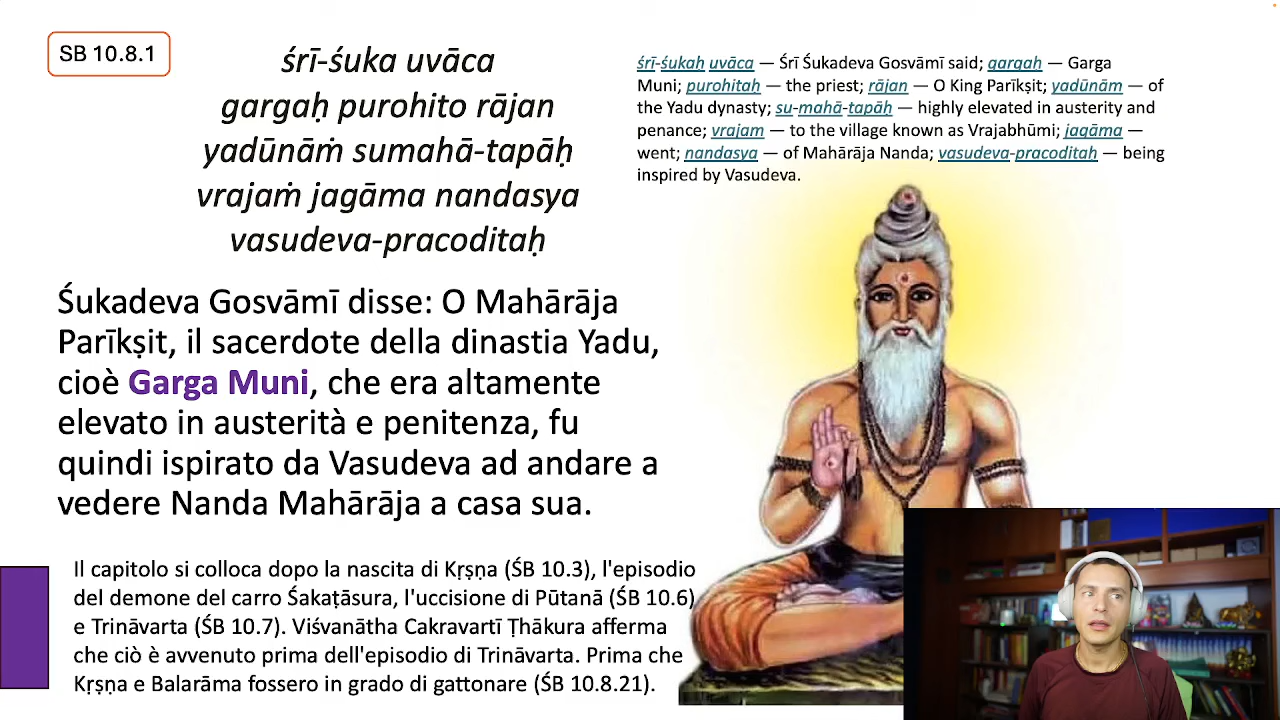 SB 10.8.1
śrī-śuka uvāca
gargaḥ purohito rājan
yadūnāṁ sumahā-tapāḥ
vrajaṁ jagāma nandasya
vasudeva-pracoditaḥ
śrī-śukaḥ uvāca — Śrī Śukadeva Gosvāmī said; gargaḥ — Garga
Muni; purohitaḥ — the priest; rājan — O King Parīkṣit; yadūnām — of
the Yadu dynasty; su-mahā-tapāḥ — highly elevated in austerity and
penance; vrajam — to the village known as Vrajabhūmi; jagāma —
went; nandasya — of Mahārāja Nanda; vasudeva-pracoditaḥ — being
inspired by Vasudeva.
Śukadeva Gosvāmī disse: O Mahārāja
Parīkṣit, il sacerdote della dinastia Yadu,
cioè Garga Muni, che era altamente
elevato in austerità e penitenza, fu
quindi ispirato da Vasudeva ad andare a
vedere Nanda Mahārāja a casa sua.
Il capitolo si colloca dopo la nascita di Kṛṣṇa (ŚB 10.3), l'episodio
del demone del carro Śakaṭāsura, l'uccisione di Pūtanā (ŚB 10.6)
e Trināvarta (ŚB 10.7). Viśvanātha Cakravartī Ṭhākura afferma
che ciò è avvenuto prima dell'episodio di Trināvarta. Prima che
Kṛṣṇa e Balarāma fossero in grado di gattonare (ŚB 10.8.21).